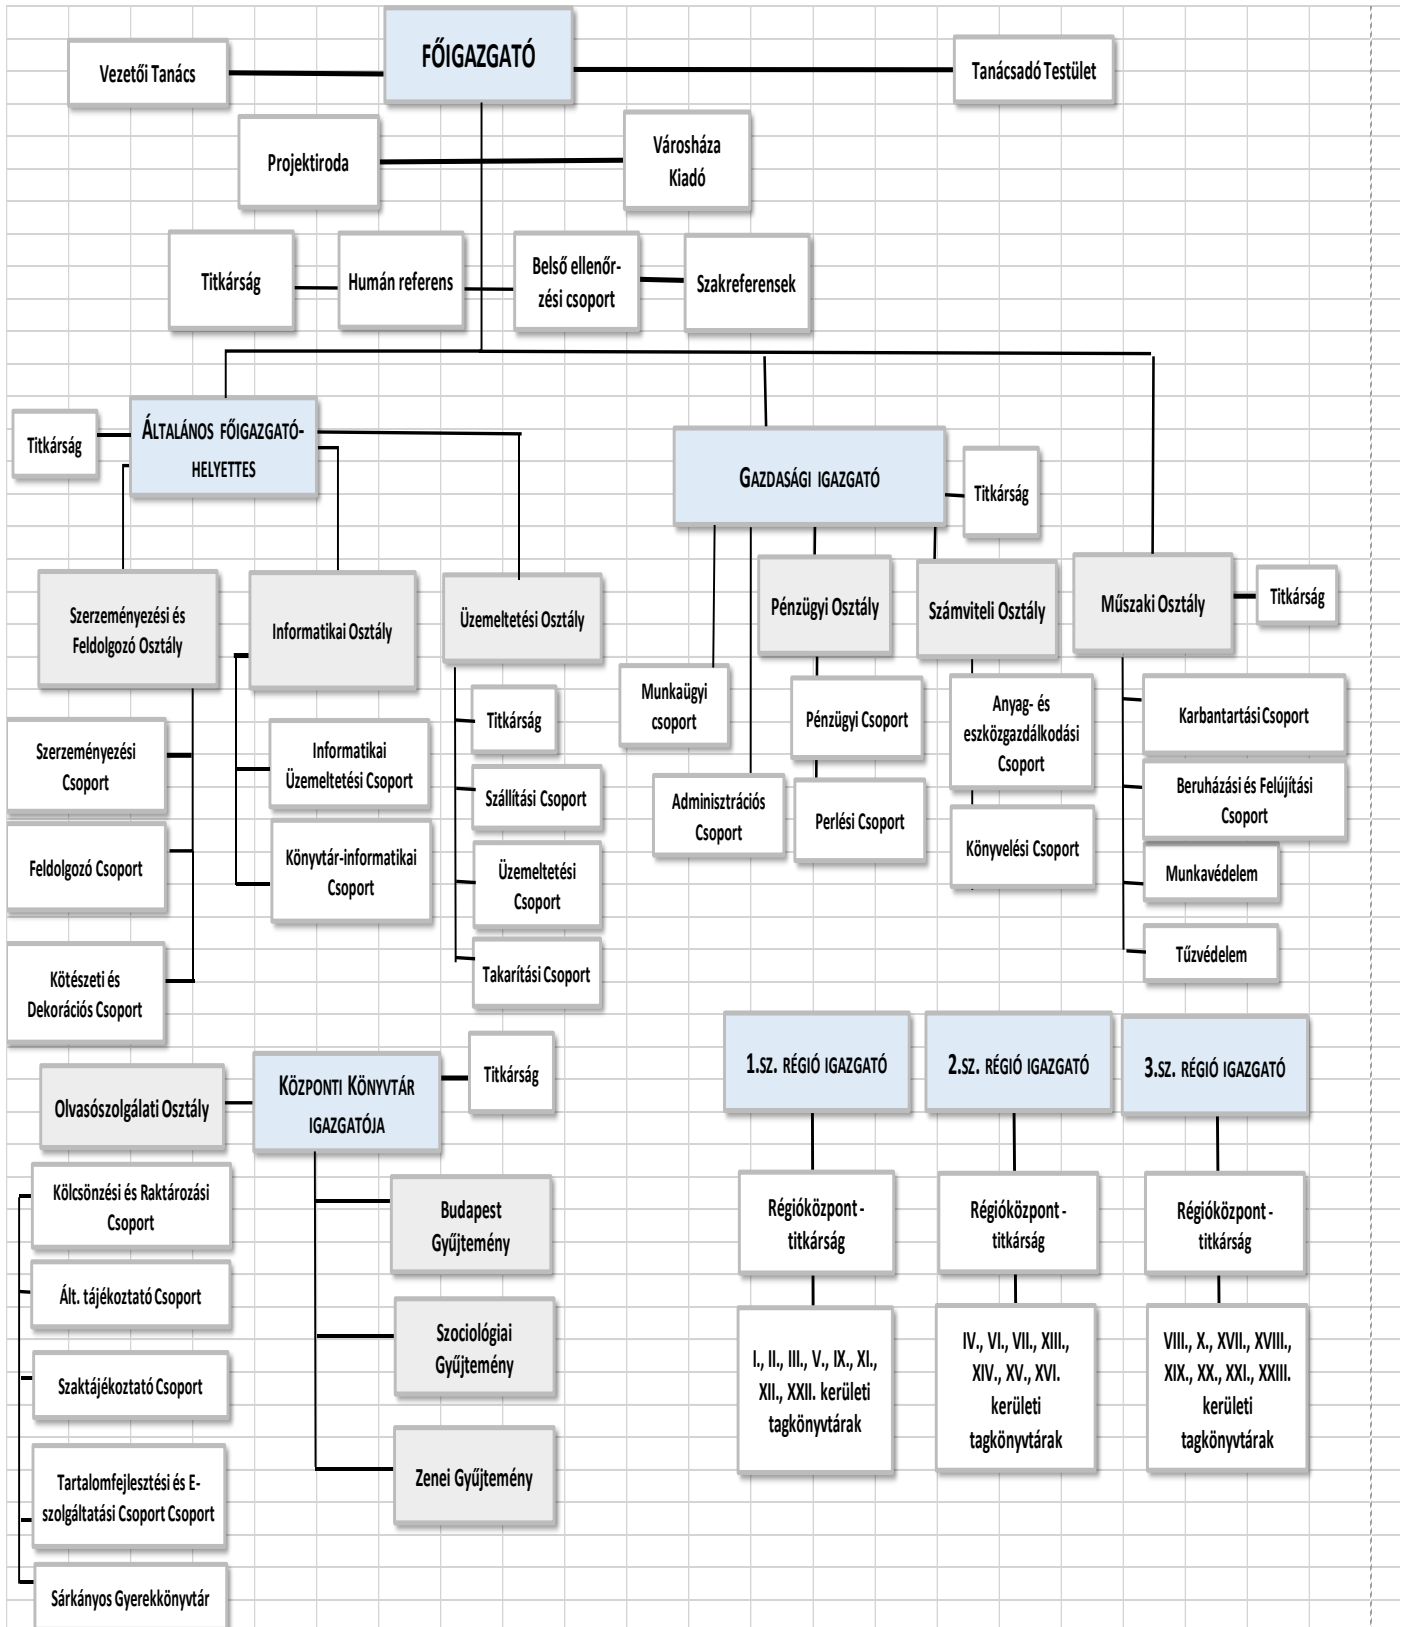 FŐIGAZGATÓ
Vezetői Tanács
Tanácsadó Testület
Projektiroda
Városháza
Kiadó
Titkárság
Humán referens
Belső ellenőr-
zési csoport
Szakreferensek
Titkárság
ÁLTALÁNOS FŐIGAZGATÓ-
HELYETTES
GAZDASÁGI IGAZGATÓ
Titkárság
Szerzeményezési és
Feldolgozó Osztály
Informatikai Osztály
Üzemeltetési Osztály
Pénzügyi Osztály
Számviteli Osztály
Műszaki Osztály
Titkárság
Szerzeményezési
Csoport
Feldolgozó Csoport
Kötészeti és
Dekorációs Csoport
Informatikai
Üzemeltetési Csoport
Könyvtár-informatikai
Csoport
Titkárság
Szállítási Csoport
Üzemeltetési
Csoport
Takarítási Csoport
Munkaügyi
csoport
Adminisztrációs
Csoport
Pénzügyi Csoport
Perlési Csoport
Anyag- és
eszközgazdálkodási
Csoport
Könyvelési Csoport
Karbantartási Csoport
Beruházási és Felújítási
Csoport
Munkavédelem
Tűzvédelem
Olvasószolgálati Osztály
KÖZPONTI KÖNYVTÁR
IGAZGATÓJA
Titkárság
Kölcsönzési és Raktározási
Csoport
Ált. tájékoztató Csoport
Szaktájékoztató Csoport
Tartalomfejlesztési és E-
szolgáltatási Csoport Csoport
Sárkányos Gyerekkönyvtár
Budapest
Gyűjtemény
Szociológiai
Gyűjtemény
Zenei Gyűjtemény
1.SZ. RÉGIÓ IGAZGATÓ
2.SZ. RÉGIÓ IGAZGATÓ
3.SZ. RÉGIÓ IGAZGATÓ
Régióközpont -
titkárság
Régióközpont -
titkárság
Régióközpont -
titkárság
I., II., III., V., IX., XI.,
XII., XXII. kerületi
tagkönyvtárak
IV., VI., VII., XIII.,
XIV., XV., XVI.
kerületi
tagkönyvtárak
VIII., X., XVII., XVIII.,
XIX., XX., XXI., XXIII.
kerületi
tagkönyvtárak